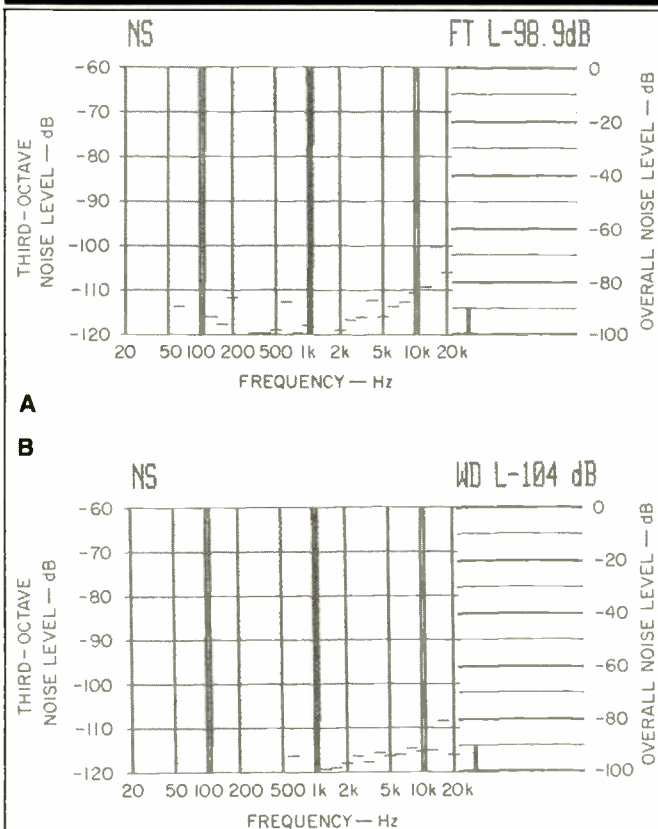 NS FT L-98.9dB
THIRD-OCTAVE
NOISE LEVEL — dB
-60
-70
-80
-90
-100
-110
-120
0
-20
-40
-60
-80
-100
OVERALL NOISE LEVEL — dB
20 50 100 200 500 1k 2k 5k 10k 20k
FREQUENCY — Hz
A
B
NS WD L-104 dB
THIRD-OCTAVE
NOISE LEVEL — dB
-60
-70
-80
-90
-100
-110
-120
0
-20
-40
-60
-80
-100
OVERALL NOISE LEVEL — dB
20 50 100 200 500 1k 2k 5k 10k 20k
FREQUENCY — Hz